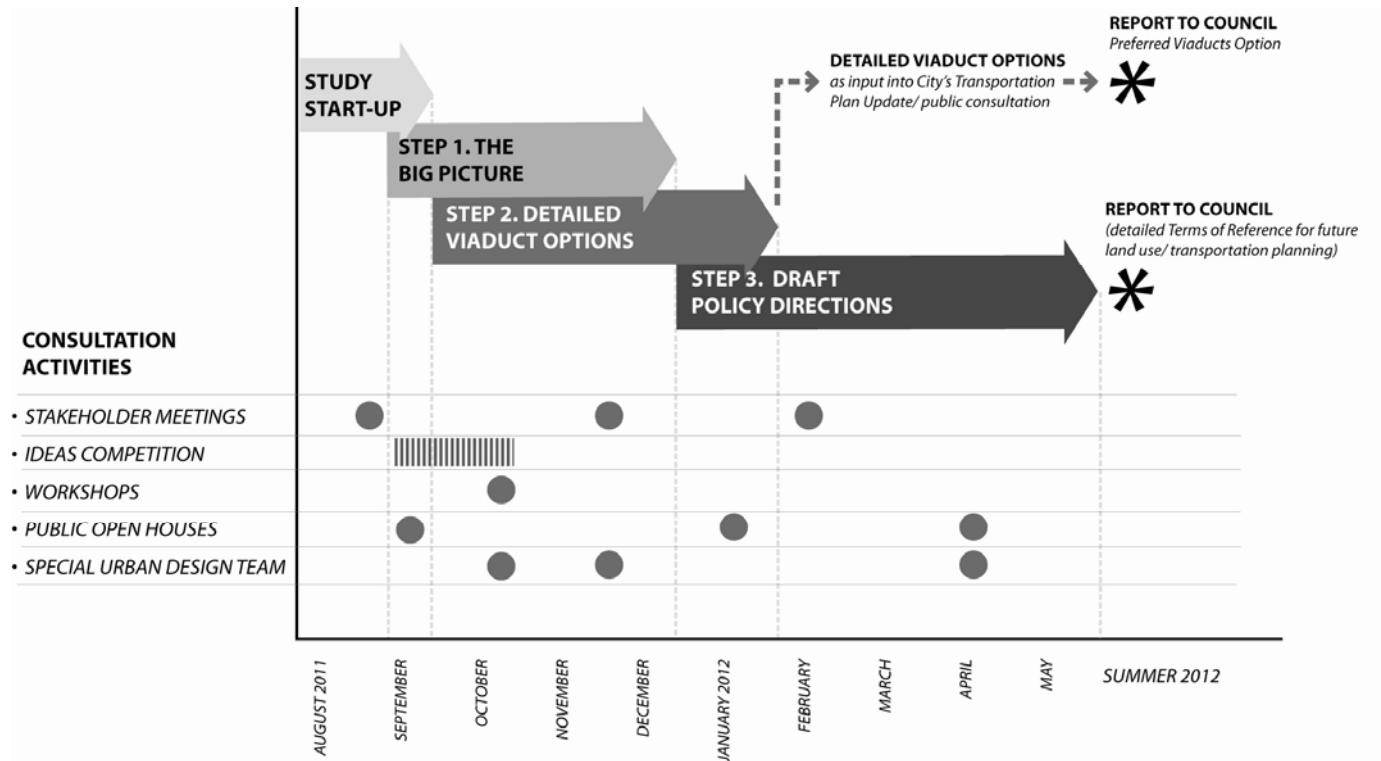 STUDY
START-UP
STEP 1. THE
BIG PICTURE
STEP 2. DETAILED
VIADUCT OPTIONS
STEP 3. DRAFT
POLICY DIRECTIONS
DETAILED VIADUCT OPTIONS
as input into City's Transportation
Plan Update/ public consultation
REPORT TO COUNCIL
Preferred Viaducts Option
REPORT TO COUNCIL
(detailed Terms of Reference for future
land use/ transportation planning)
CONSULTATION
ACTIVITIES
• STAKEHOLDER MEETINGS
• IDEAS COMPETITION
• WORKSHOPS
• PUBLIC OPEN HOUSES
• SPECIAL URBAN DESIGN TEAM
AUGUST 2011
SEPTEMBER
OCTOBER
NOVEMBER
DECEMBER
JANUARY 2012
FEBRUARY
MARCH
APRIL
MAY
SUMMER 2012